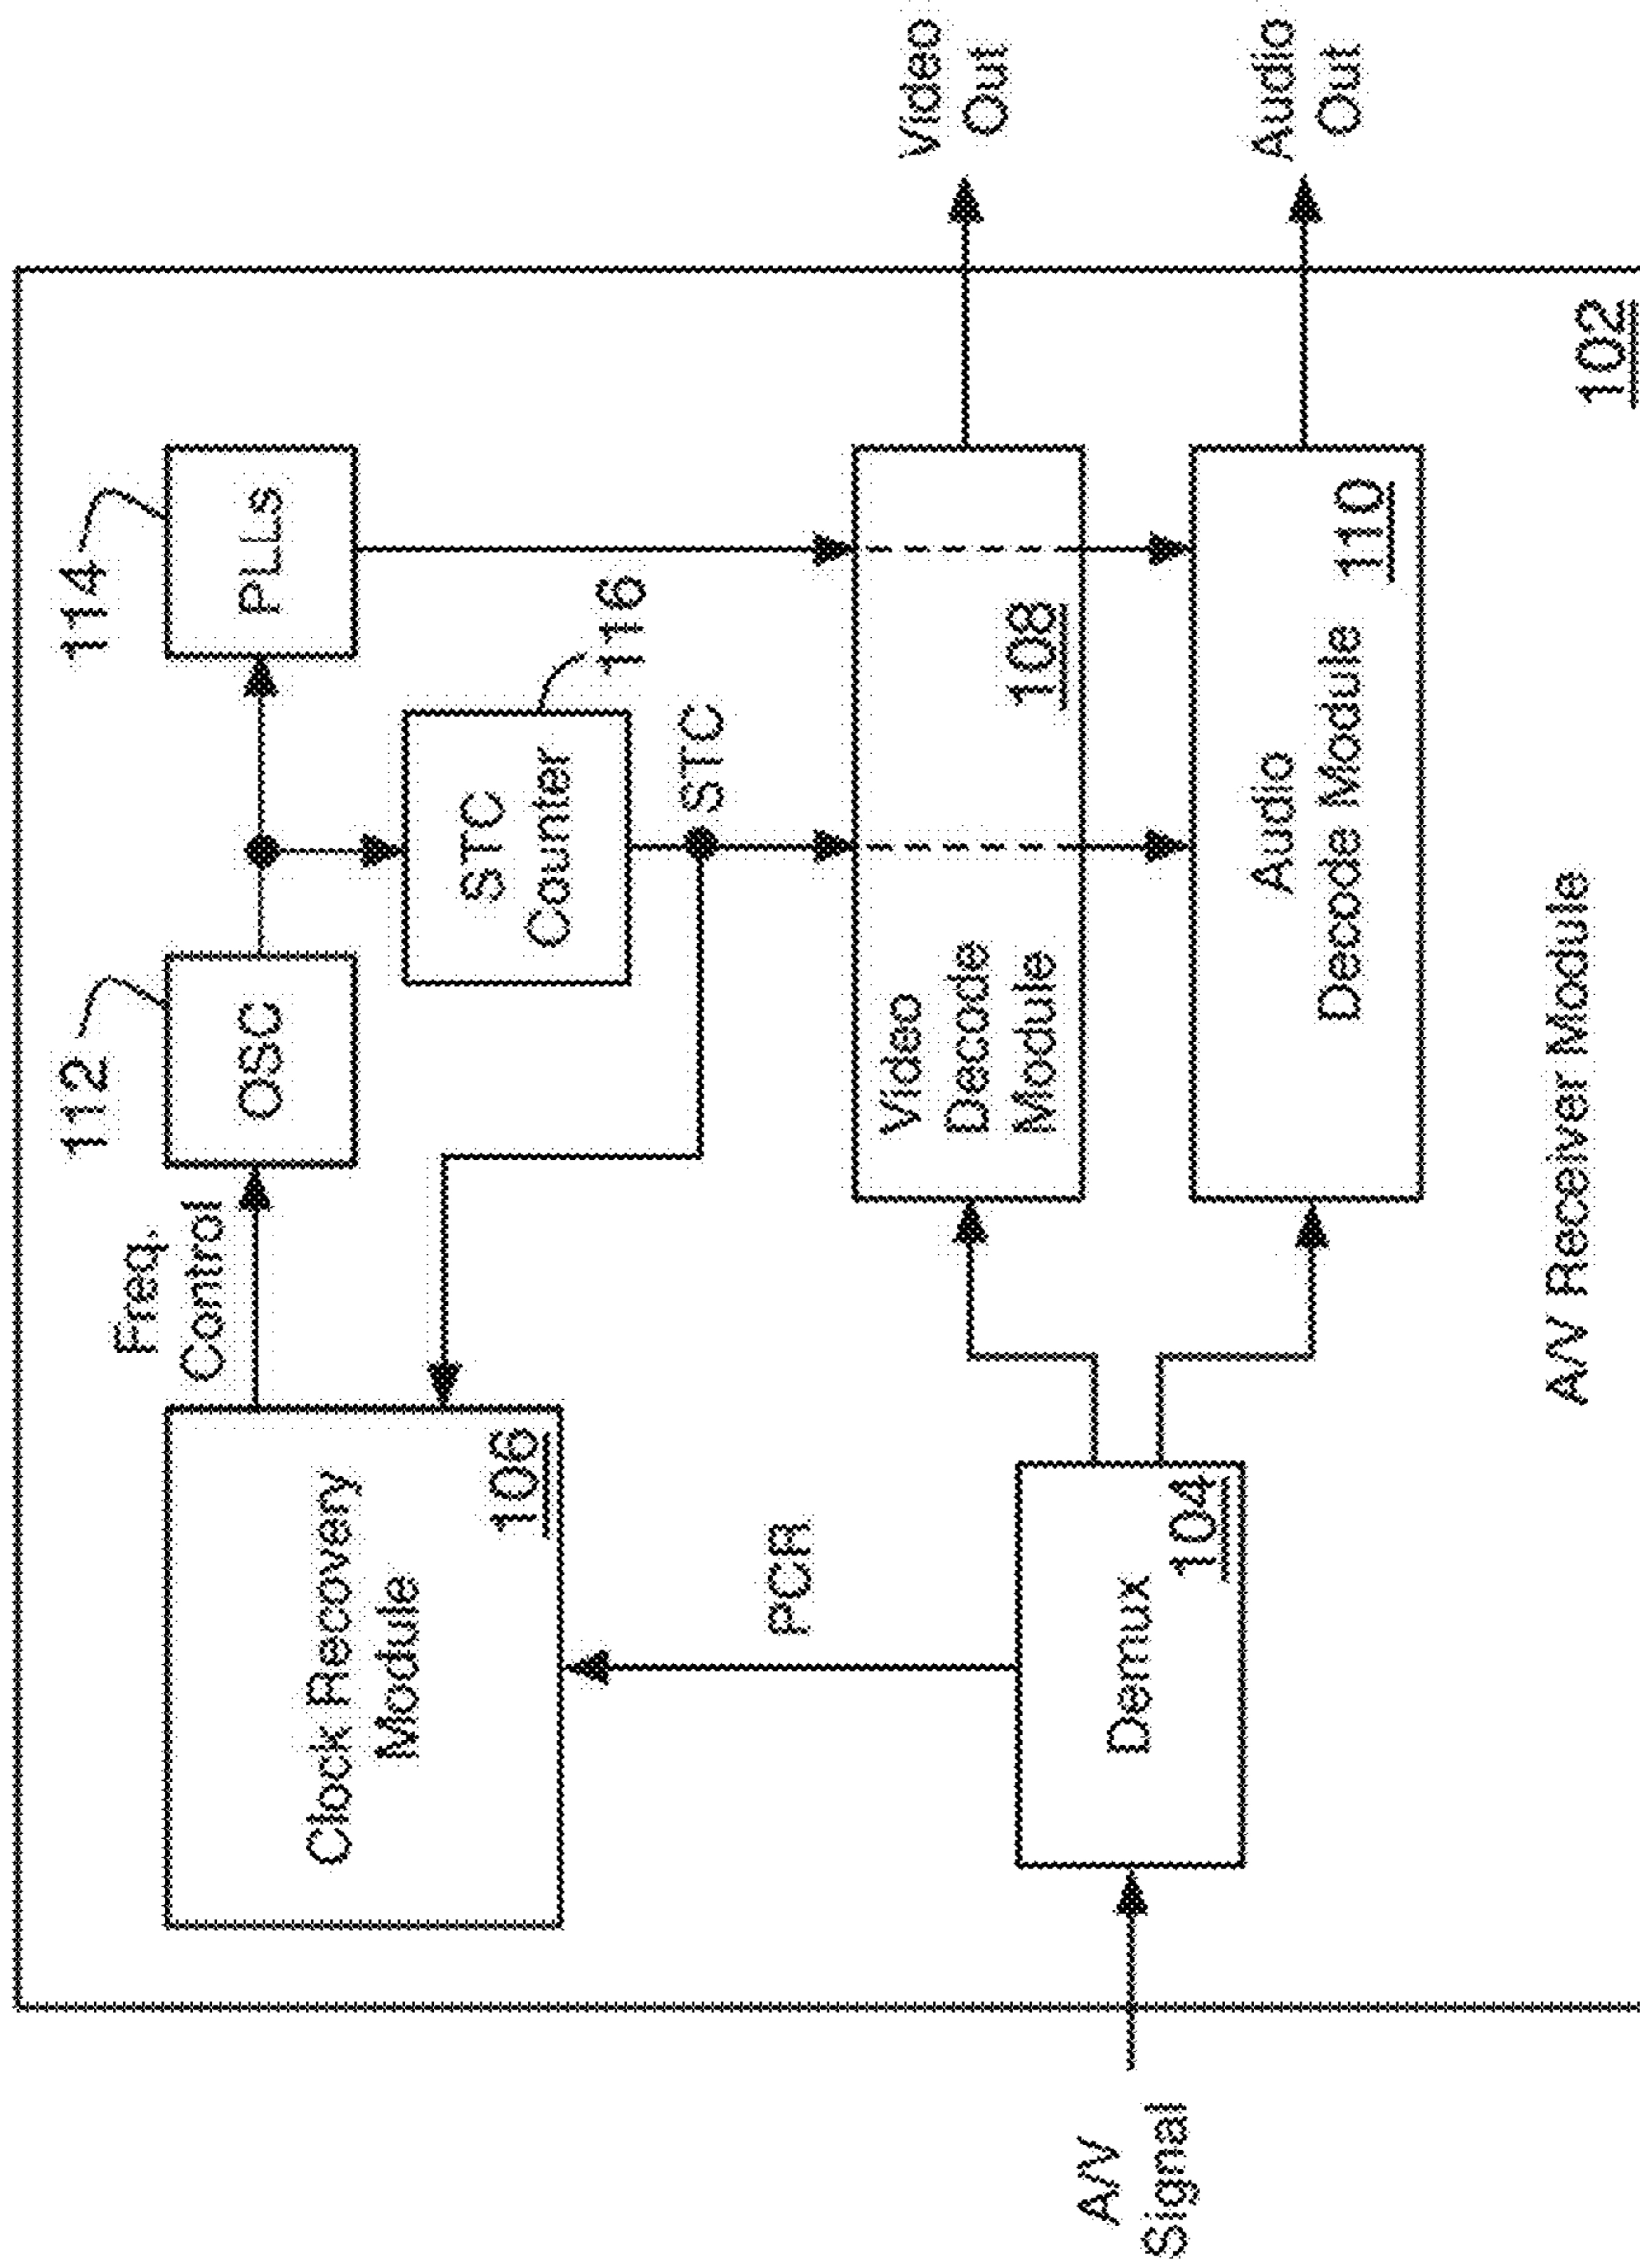 114
PLLs
112
OSC
Freq.
Control
Clock Recovery
Module
106
STC
Counter
116
STC
PCR
Video
Decode
Module
108
Video
Out
Demux
104
A/V
Signal
Audio
Decode Module
110
Audio
Out
A/V Receiver Module
102